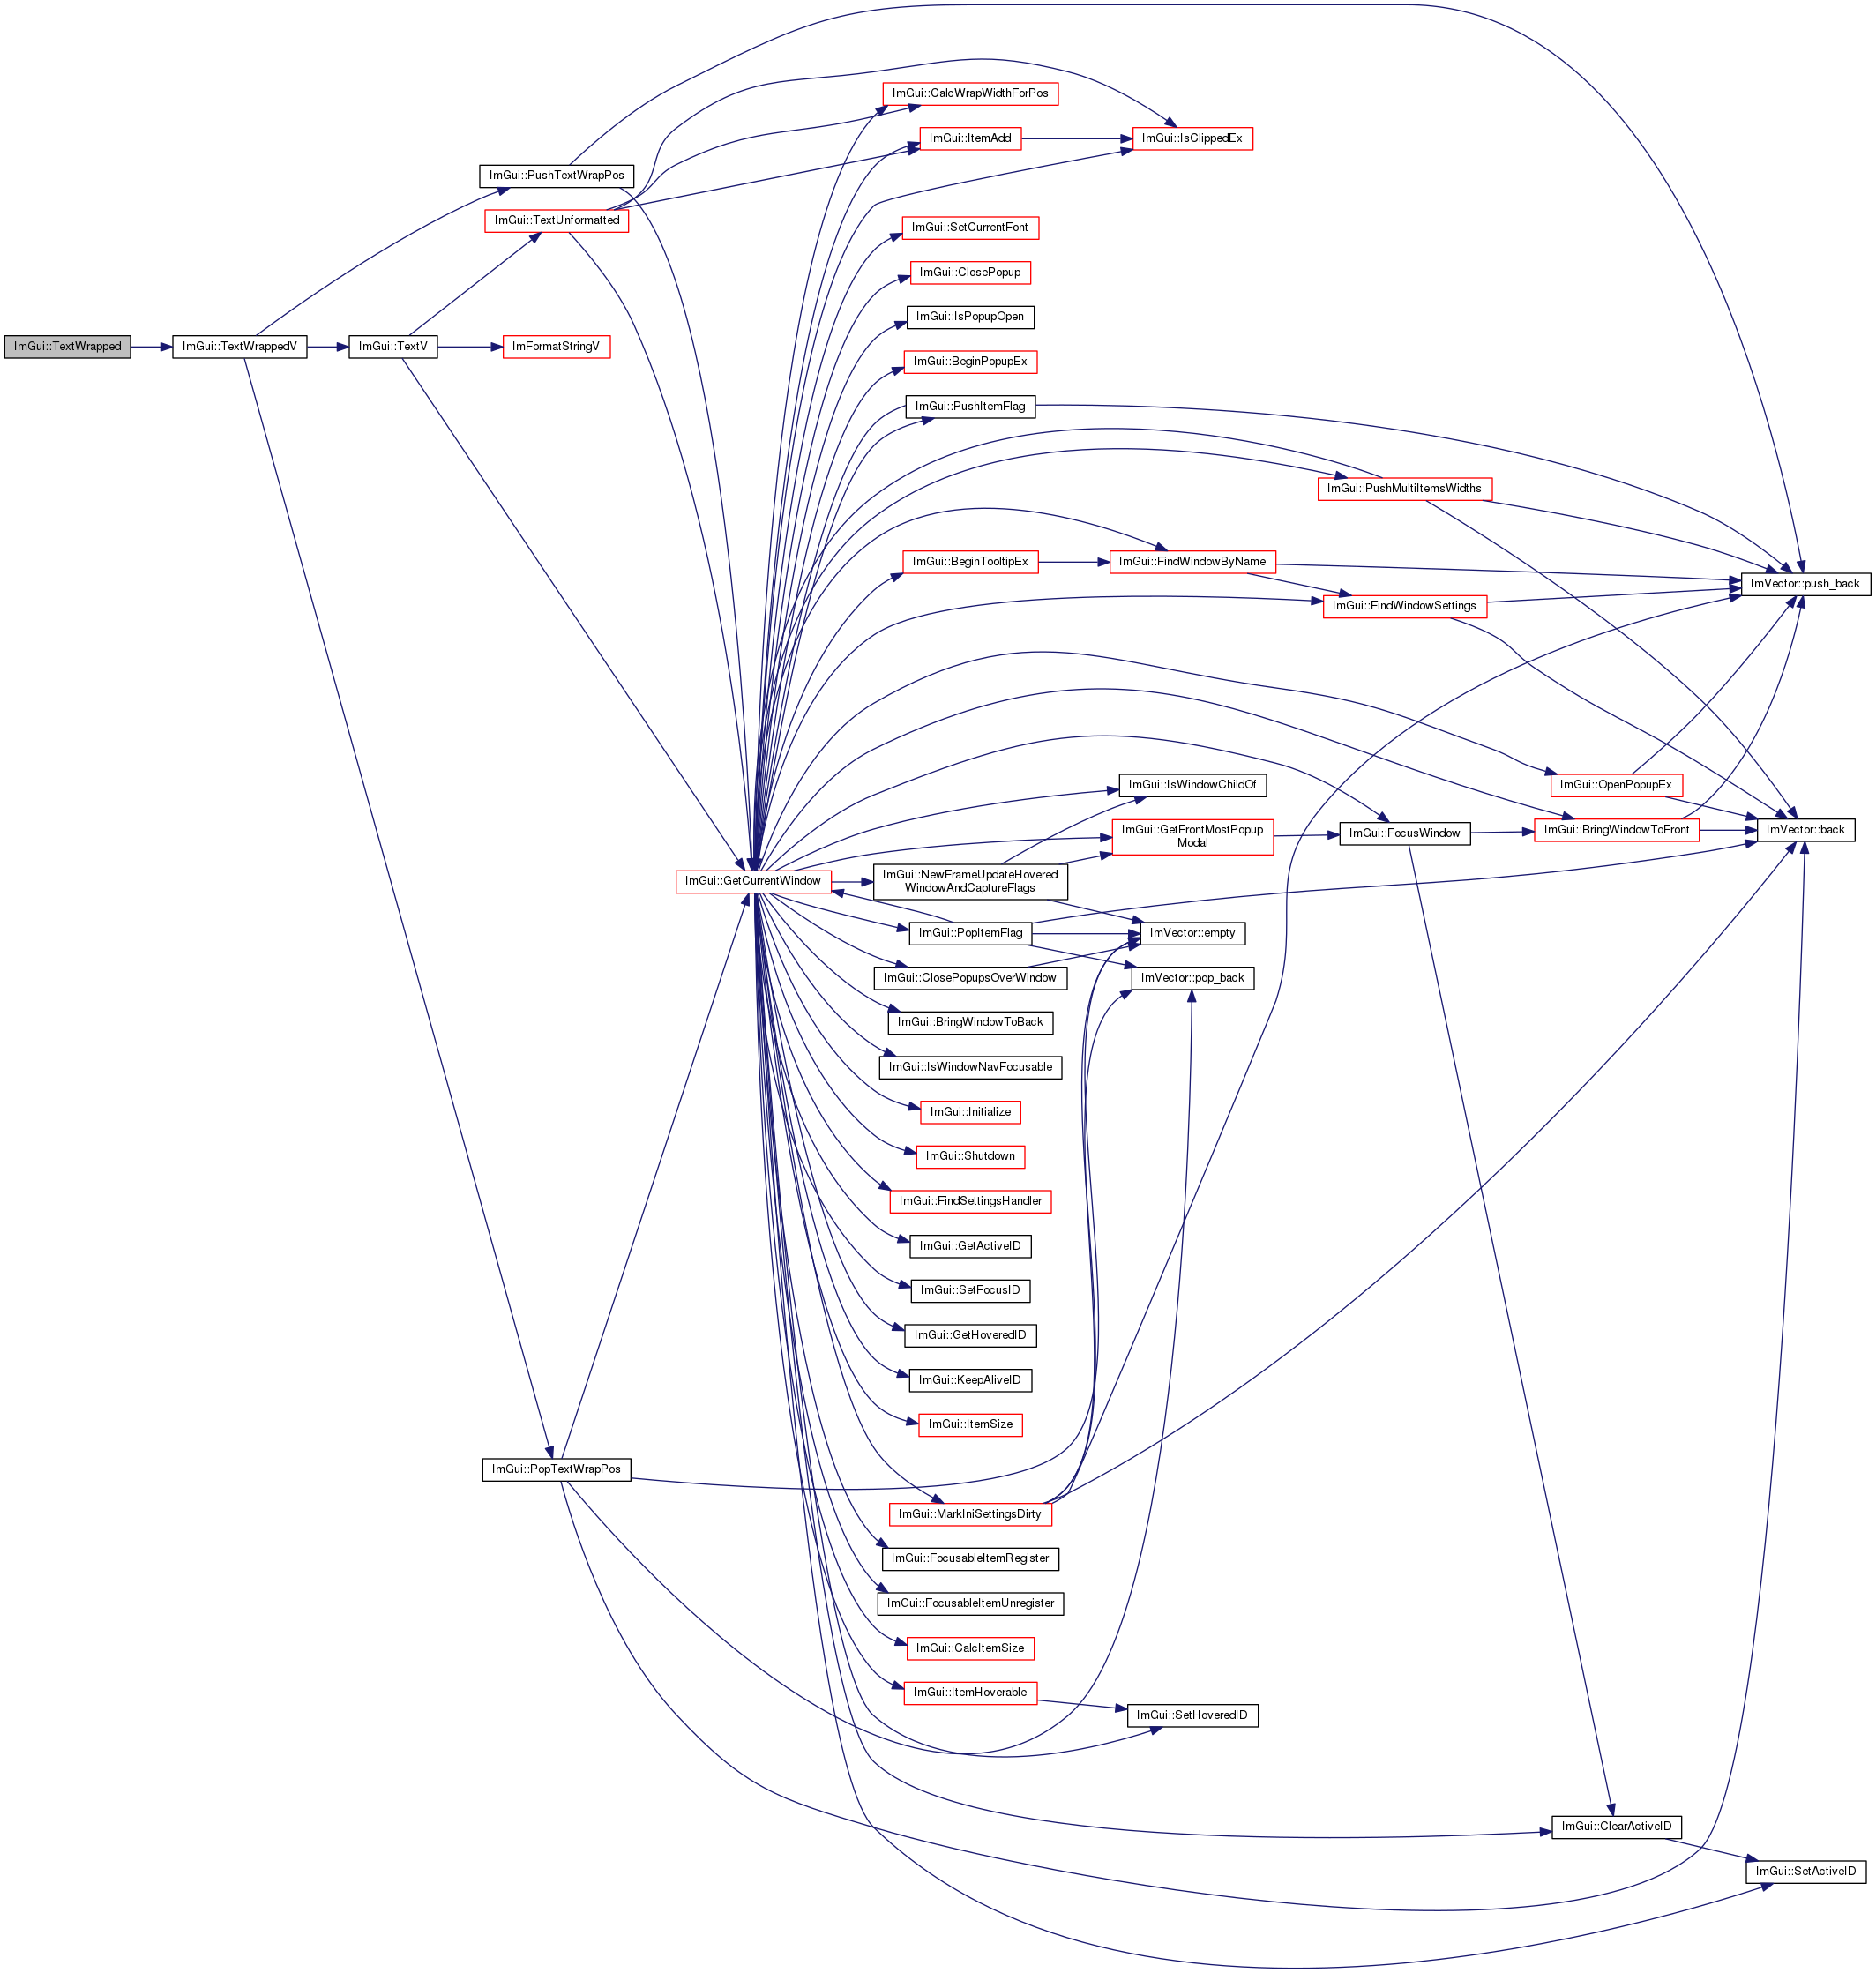 ImGui::CalcWrapWidthForPos
ImGui::ItemAdd
ImGui::IsClippedEx
ImGui::PushTextWrapPos
ImGui::TextUnformatted
ImGui::SetCurrentFont
ImGui::ClosePopup
ImGui::IsPopupOpen
ImGui::TextWrapped
ImGui::TextWrappedV
ImGui::TextV
ImFormatStringV
ImGui::BeginPopupEx
ImGui::PushItemFlag
ImGui::PushMultiItemsWidths
ImGui::BeginTooltipEx
ImGui::FindWindowByName
ImVector::push_back
ImGui::FindWindowSettings
ImGui::IsWindowChildOf
ImGui::OpenPopupEx
ImGui::GetFrontMostPopup
Modal
ImGui::FocusWindow
ImGui::BringWindowToFront
ImVector::back
ImGui::GetCurrentWindow
ImGui::NewFrameUpdateHovered
WindowAndCaptureFlags
ImGui::PopItemFlag
ImVector::empty
ImGui::ClosePopupsOverWindow
ImVector::pop_back
ImGui::BringWindowToBack
ImGui::IsWindowNavFocusable
ImGui::Initialize
ImGui::Shutdown
ImGui::FindSettingsHandler
ImGui::GetActiveID
ImGui::SetFocusID
ImGui::GetHoveredID
ImGui::KeepAliveID
ImGui::ItemSize
ImGui::PopTextWrapPos
ImGui::MarkIniSettingsDirty
ImGui::FocusableItemRegister
ImGui::FocusableItemUnregister
ImGui::CalcItemSize
ImGui::ItemHoverable
ImGui::SetHoveredID
ImGui::ClearActiveID
ImGui::SetActiveID